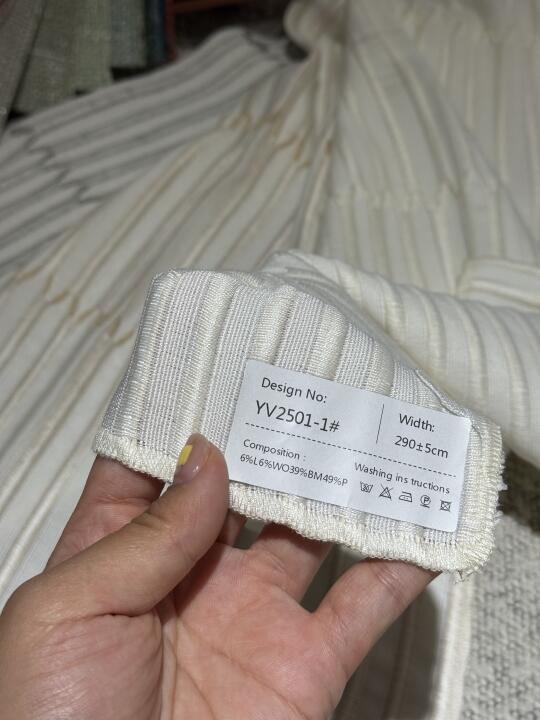 Design No:
YV2501-1#
Width:
290±5cm
Composition :
6%L6%WO39%BM49%P
Washing ins tructions